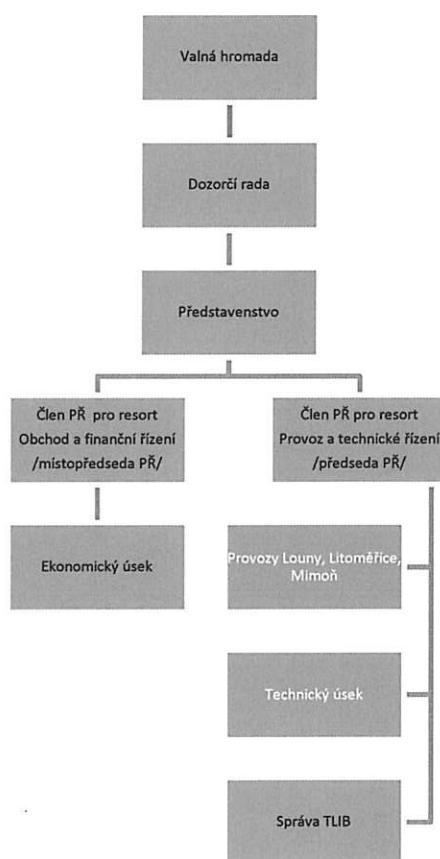 Valná hromada
Dozorčí rada
Představenstvo
Člen PŘ pro resort
Obchod a finanční řízení
/místopředseda PŘ/
Člen PŘ pro resort
Provoz a technické řízení
/předseda PŘ/
Ekonomický úsek
Provozy Louny, Litoměřice,
Mimoň
Technický úsek
Správa TLIB